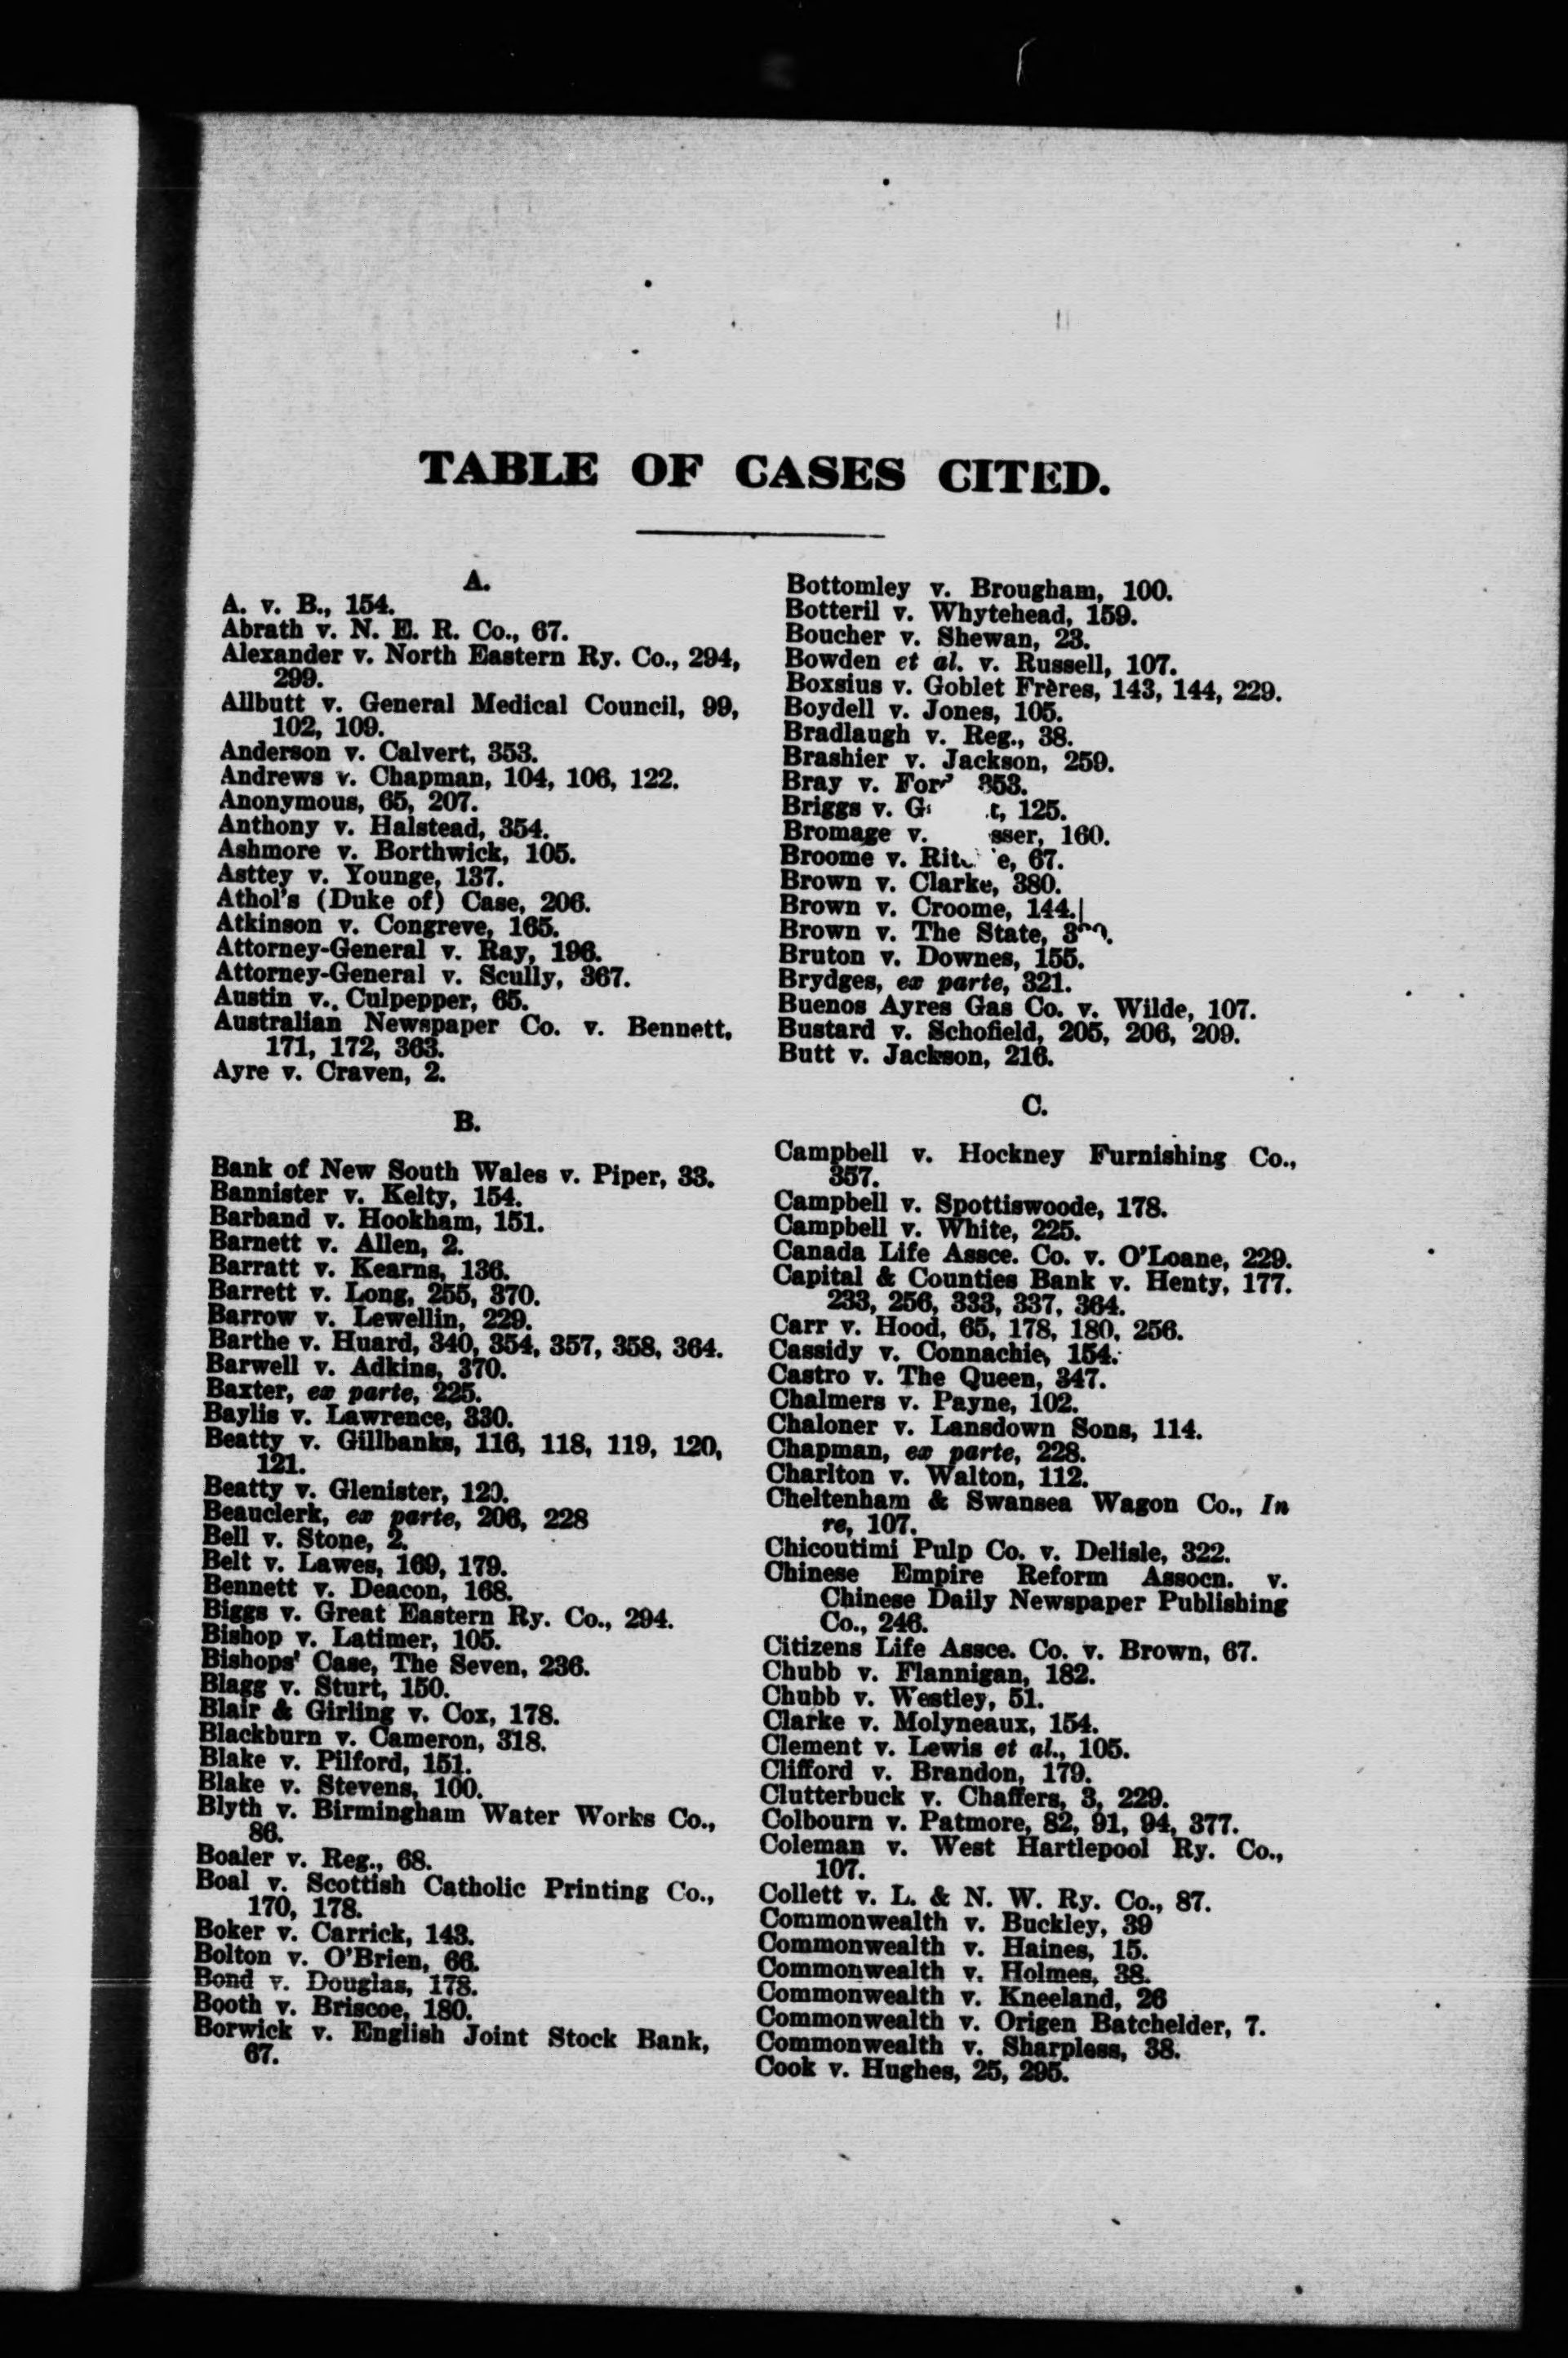 TABLE OF CASES CITED.
A.
A. v. B., 154.
Abrath v. N. E. R. Co., 67.
Alexander v. North Eastern Ry. Co., 294,
299.
Allbutt v. General Medical Council, 99,
102, 109.
Anderson v. Calvert, 353.
Andrews v. Chapman, 104, 106, 122.
Anonymous, 65, 207.
Anthony v. Halstead, 354.
Ashmore v. Borthwick, 105.
Asttey v. Younge, 137.
Athol's (Duke of) Case, 206.
Atkinson v. Congreve, 165.
Attorney-General v. Ray, 196.
Attorney-General v. Scully, 367.
Austin v. Culpepper, 65.
Australian Newspaper Co. v. Bennett,
171, 172, 363.
Ayre v. Craven, 2.
B.
Bank of New South Wales v. Piper, 33.
Bannister v. Kelty, 154.
Barband v. Hookham, 151.
Barnett v. Allen, 2.
Barratt v. Kearns, 136.
Barrett v. Long, 255, 370.
Barrow v. Lewellin, 229.
Barthe v. Huard, 340, 354, 357, 358, 364.
Barwell v. Adkins, 370.
Baxter, ex parte, 225.
Baylis v. Lawrence, 330.
Beatty v. Gillbanks, 116, 118, 119, 120,
121.
Beatty v. Glenister, 120.
Beauclerk, ex parte, 206, 228
Bell v. Stone, 2.
Belt v. Lawes, 169, 179.
Bennett v. Deacon, 168.
Biggs v. Great Eastern Ry. Co., 294.
Bishop v. Latimer, 105.
Bishops' Case, The Seven, 236.
Blagg v. Sturt, 150.
Blair & Girling v. Cox, 178.
Blackburn v. Cameron, 318.
Blake v. Pilford, 151.
Blake v. Stevens, 100.
Blyth v. Birmingham Water Works Co.,
86.
Boaler v. Reg., 68.
Boal v. Scottish Catholic Printing Co.,
170, 178.
Boker v. Carrick, 143.
Bolton v. O'Brien, 66.
Bond v. Douglas, 178.
Booth v. Briscoe, 180.
Borwick v. English Joint Stock Bank,
67.
Bottomley v. Brougham, 100.
Botteril v. Whytehead, 159.
Boucher v. Shewan, 23.
Bowden et al. v. Russell, 107.
Boxsius v. Goblet Frères, 143, 144, 229.
Boydell v. Jones, 105.
Bradlaugh v. Reg., 38.
Brashier v. Jackson, 259.
Bray v. 353.
Briggs v. 125.
Bromage v. 160.
Broome v. 67.
Brown v. Clarke, 380.
Brown v. Croome, 144.
Brown v. The State,
Bruton v. Downes, 155.
Brydges, ex parte, 321.
Buenos Ayres Gas Co. v. Wilde, 107.
Bustard v. Schofield, 205, 206, 209.
Butt v. Jackson, 216.
C.
Campbell v. Hockney Furnishing Co.,
357.
Campbell v. Spottiswoode, 178.
Campbell v. White, 225.
Canada Life Assce. Co. v. O'Loane, 229.
Capital & Counties Bank v. Henty, 177.
233, 256, 333, 337, 364.
Carr v. Hood, 65, 178, 180, 256.
Cassidy v. Connachie, 154.
Castro v. The Queen, 347.
Chalmers v. Payne, 102.
Chaloner v. Lansdown Sons, 114.
Chapman, ex parte, 228.
Charlton v. Walton, 112.
Cheltenham & Swansea Wagon Co., In
re, 107.
Chicoutimi Pulp Co. v. Delisle, 322.
Chinese Empire Reform Assocn. v.
Chinese Daily Newspaper Publishing
Co., 246.
Citizens Life Assce. Co. v. Brown, 67.
Chubb v. Flannigan, 182.
Chubb v. Westley, 51.
Clarke v. Molyneaux, 154.
Clement v. Lewis et al., 105.
Clifford v. Brandon, 179.
Clutterbuck v. Chaffers, 3, 229.
Colbourn v. Patmore, 82, 91, 94, 377.
Coleman v. West Hartlepool Ry. Co.,
107.
Collett v. L. & N. W. Ry. Co., 87.
Commonwealth v. Buckley, 39
Commonwealth v. Haines, 15.
Commonwealth v. Holmes, 38.
Commonwealth v. Kneeland, 26
Commonwealth v. Origen Batchelder, 7.
Commonwealth v. Sharpless, 38.
Cook v. Hughes, 25, 295.